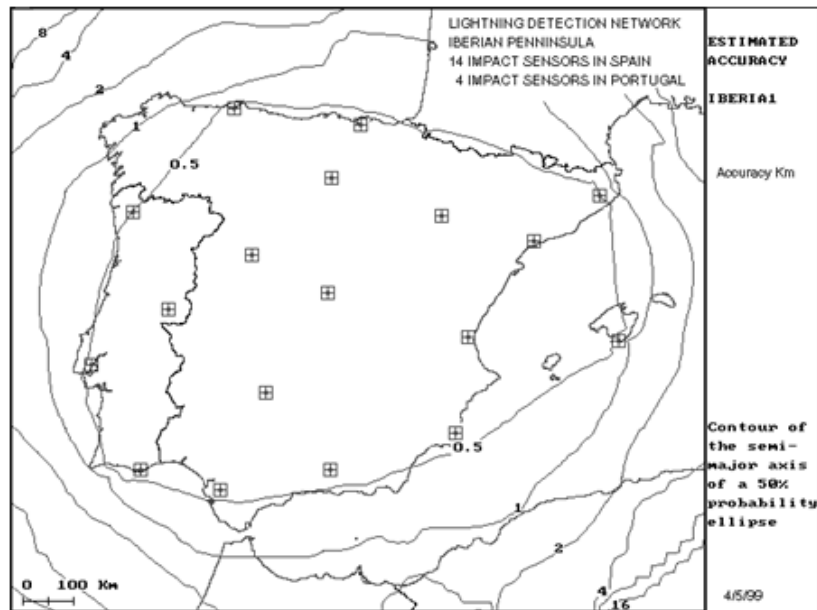 LIGHTNING DETECTION NETWORK
IBERIAN PENNINSULA
14 IMPACT SENSORS IN SPAIN
4 IMPACT SENSORS IN PORTUGAL
8
4
2
1
0.5
0.5
1
2
4
16
0 100 Km
ESTIMATED
ACCURACY
IBERIA1
Accuracy Km
Contour of
the semi-
major axis
of a 50%
probability
ellipse
4/5/99